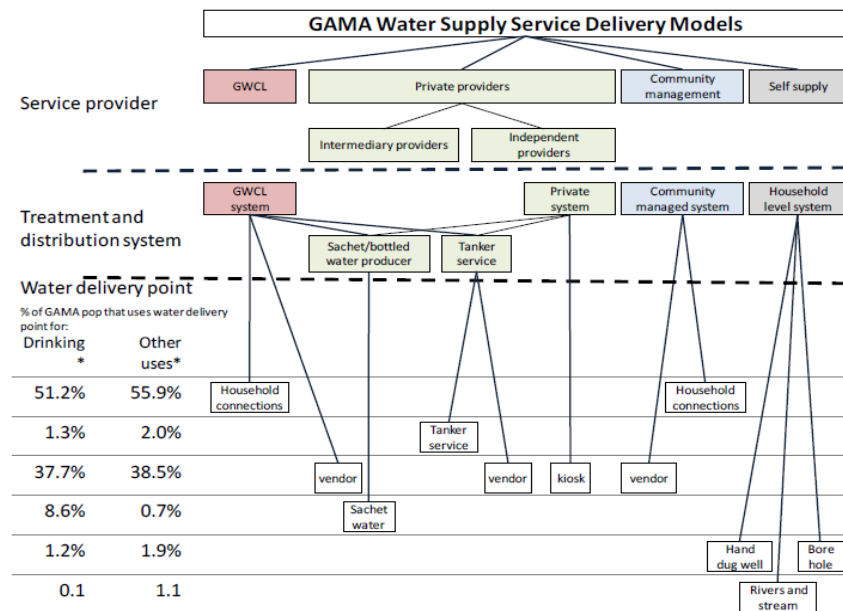 GAMA Water Supply Service Delivery Models
Service provider
GWCL
Private providers
Community
management
Self supply
Intermediary providers
Independent
providers
Treatment and
distribution system
GWCL
system
Private
system
Community
managed system
Household
level system
Sachet/bottled
water producer
Tanker
service
Water delivery point
% of GAMA pop that uses water delivery
point for:
Drinking
*
Other
uses*
51.2% 55.9%
Household
connections
Household
connections
1.3% 2.0%
Tanker
service
37.7% 38.5%
vendor
vendor
kiosk
vendor
8.6% 0.7%
Sachet
water
1.2% 1.9%
Hand
dug well
Bore
hole
0.1 1.1
Rivers and
stream